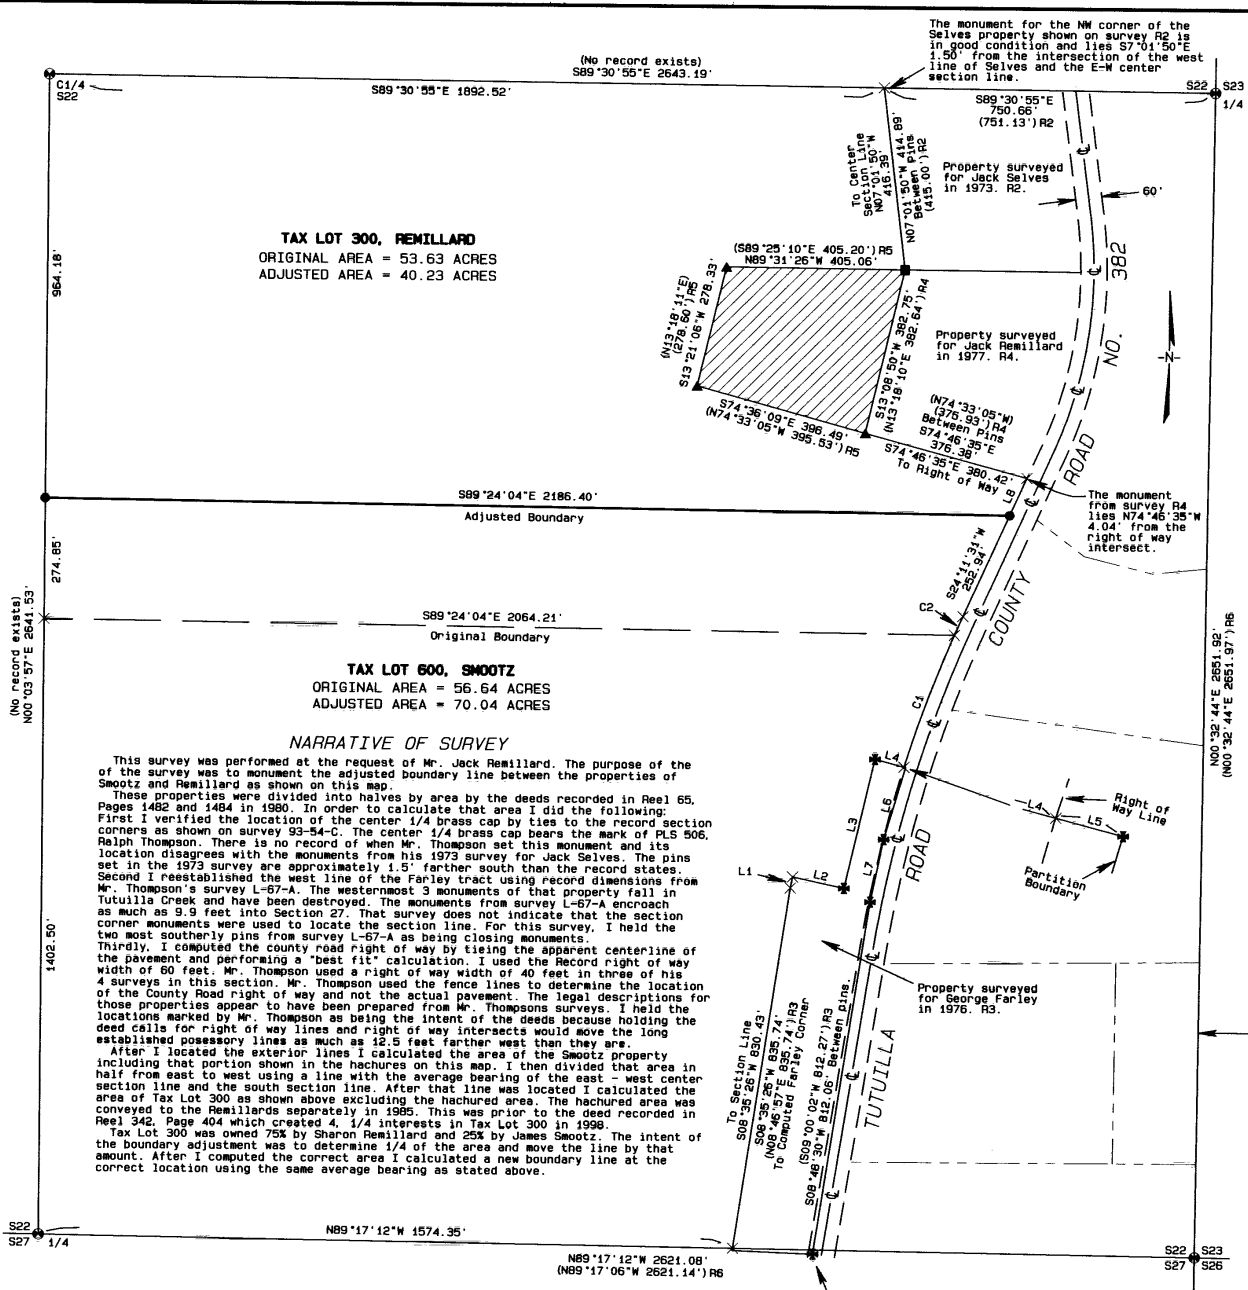 The monument for the NW corner of the
Selves property shown on survey R2 is
in good condition and lies S7°01'50"E
1.50' from the intersection of the west
line of Selves and the E-W center
section line.
(No record exists)
S89°30'55"E 2643.19'
C1/4
S22
S89°30'55"E 1892.52'
S89°30'55"E
750.66'
(751.13')R2
S22
S23
1/4
To Center
Section Line
N07°01'50"W
416.39'
N07°01'50"W 414.89'
Between Pins
(415.00')R2
Property surveyed
for Jack Selves
in 1973. R2.
60'
TAX LOT 300, REMILLARD
ORIGINAL AREA = 53.63 ACRES
ADJUSTED AREA = 40.23 ACRES
964.18'
(S89°25'10"E 405.20')R5
N89°31'26"W 405.06'
(N13°18'11"E)
(278.60')R5
S13°21'06"W 278.33'
S13°08'50"W 382.75'
(N13°18'10"E 382.64')R4
NO. 382
Property surveyed
for Jack Remillard
in 1977. R4.
-N-
S74°36'09"E 396.49'
(N74°33'05"W 395.53')R5
(N74°33'05"W)
(375.93')R4
Between Pins
S74°46'35"E
376.38'
S74°46'35"E 380.42'
To Right of Way
ROAD
L8
The monument
from survey R4
lies N74°46'35"W
4.04' from the
right of way
intersect.
S89°24'04"E 2186.40'
Adjusted Boundary
274.85'
S24°11'31"W
252.94'
C2
COUNTY
S89°24'04"E 2064.21'
Original Boundary
(No record exists)
N00°03'57"E 2641.53'
N00°32'44"E 2651.92'
(N00°32'44"E 2651.97')R6
TAX LOT 600, SMOOTZ
ORIGINAL AREA = 56.64 ACRES
ADJUSTED AREA = 70.04 ACRES
C1
NARRATIVE OF SURVEY
This survey was performed at the request of Mr. Jack Remillard. The purpose of the
of the survey was to monument the adjusted boundary line between the properties of
Smootz and Remillard as shown on this map.
These properties were divided into halves by area by the deeds recorded in Reel 65,
Pages 1482 and 1484 in 1980. In order to calculate that area I did the following:
First I verified the location of the center 1/4 brass cap by ties to the record section
corners as shown on survey 93-54-C. The center 1/4 brass cap bears the mark of PLS 506,
Ralph Thompson. There is no record of when Mr. Thompson set this monument and its
location disagrees with the monuments from his 1973 survey for Jack Selves. The pins
set in the 1973 survey are approximately 1.5' farther south than the record states.
Second I reestablished the west line of the Farley tract using record dimensions from
Mr. Thompson's survey L-67-A. The westernmost 3 monuments of that property fall in
Tutuilla Creek and have been destroyed. The monuments from survey L-67-A encroach
as much as 9.9 feet into Section 27. That survey does not indicate that the section
corner monuments were used to locate the section line. For this survey, I held the
two most southerly pins from survey L-67-A as being closing monuments.
Thirdly, I computed the county road right of way by tieing the apparent centerline of
the pavement and performing a "best fit" calculation. I used the Record right of way
width of 60 feet. Mr. Thompson used a right of way width of 40 feet in three of his
4 surveys in this section. Mr. Thompson used the fence lines to determine the location
of the County Road right of way and not the actual pavement. The legal descriptions for
those properties appear to have been prepared from Mr. Thompsons surveys. I held the
locations marked by Mr. Thompson as being the intent of the deeds because holding the
deed calls for right of way lines and right of way intersects would move the long
established posessory lines as much as 12.5 feet farther west than they are.
After I located the exterior lines I calculated the area of the Smootz property
including that portion shown in the hachures on this map. I then divided that area in
half from east to west using a line with the average bearing of the east - west center
section line and the south section line. After that line was located I calculated the
area of Tax Lot 300 as shown above excluding the hachured area. The hachured area was
conveyed to the Remillards separately in 1985. This was prior to the deed recorded in
Reel 342, Page 404 which created 4, 1/4 interests in Tax Lot 300 in 1998.
Tax Lot 300 was owned 75% by Sharon Remillard and 25% by James Smootz. The intent of
the boundary adjustment was to determine 1/4 of the area and move the line by that
amount. After I computed the correct area I calculated a new boundary line at the
correct location using the same average bearing as stated above.
1402.50'
L4
L6
L3
L1
L2
L7
ROAD
L4
L5
Right of
Way Line
Partition
Boundary
Property surveyed
for George Farley
in 1976. R3.
To Section Line
S08°35'26"W 830.43'
S08°35'26"W 835.74'
(N08°46'57"E 835.74')R3
To Computed Farley Corner
(S09°00'02"W 812.27')R3
S08°48'30"W 812.06' Between pins.
TUTUILLA
S22
S27
1/4
N89°17'12"W 1574.35'
N89°17'12"W 2621.08'
(N89°17'06"W 2621.14')R6
S22
S23
S27
S26